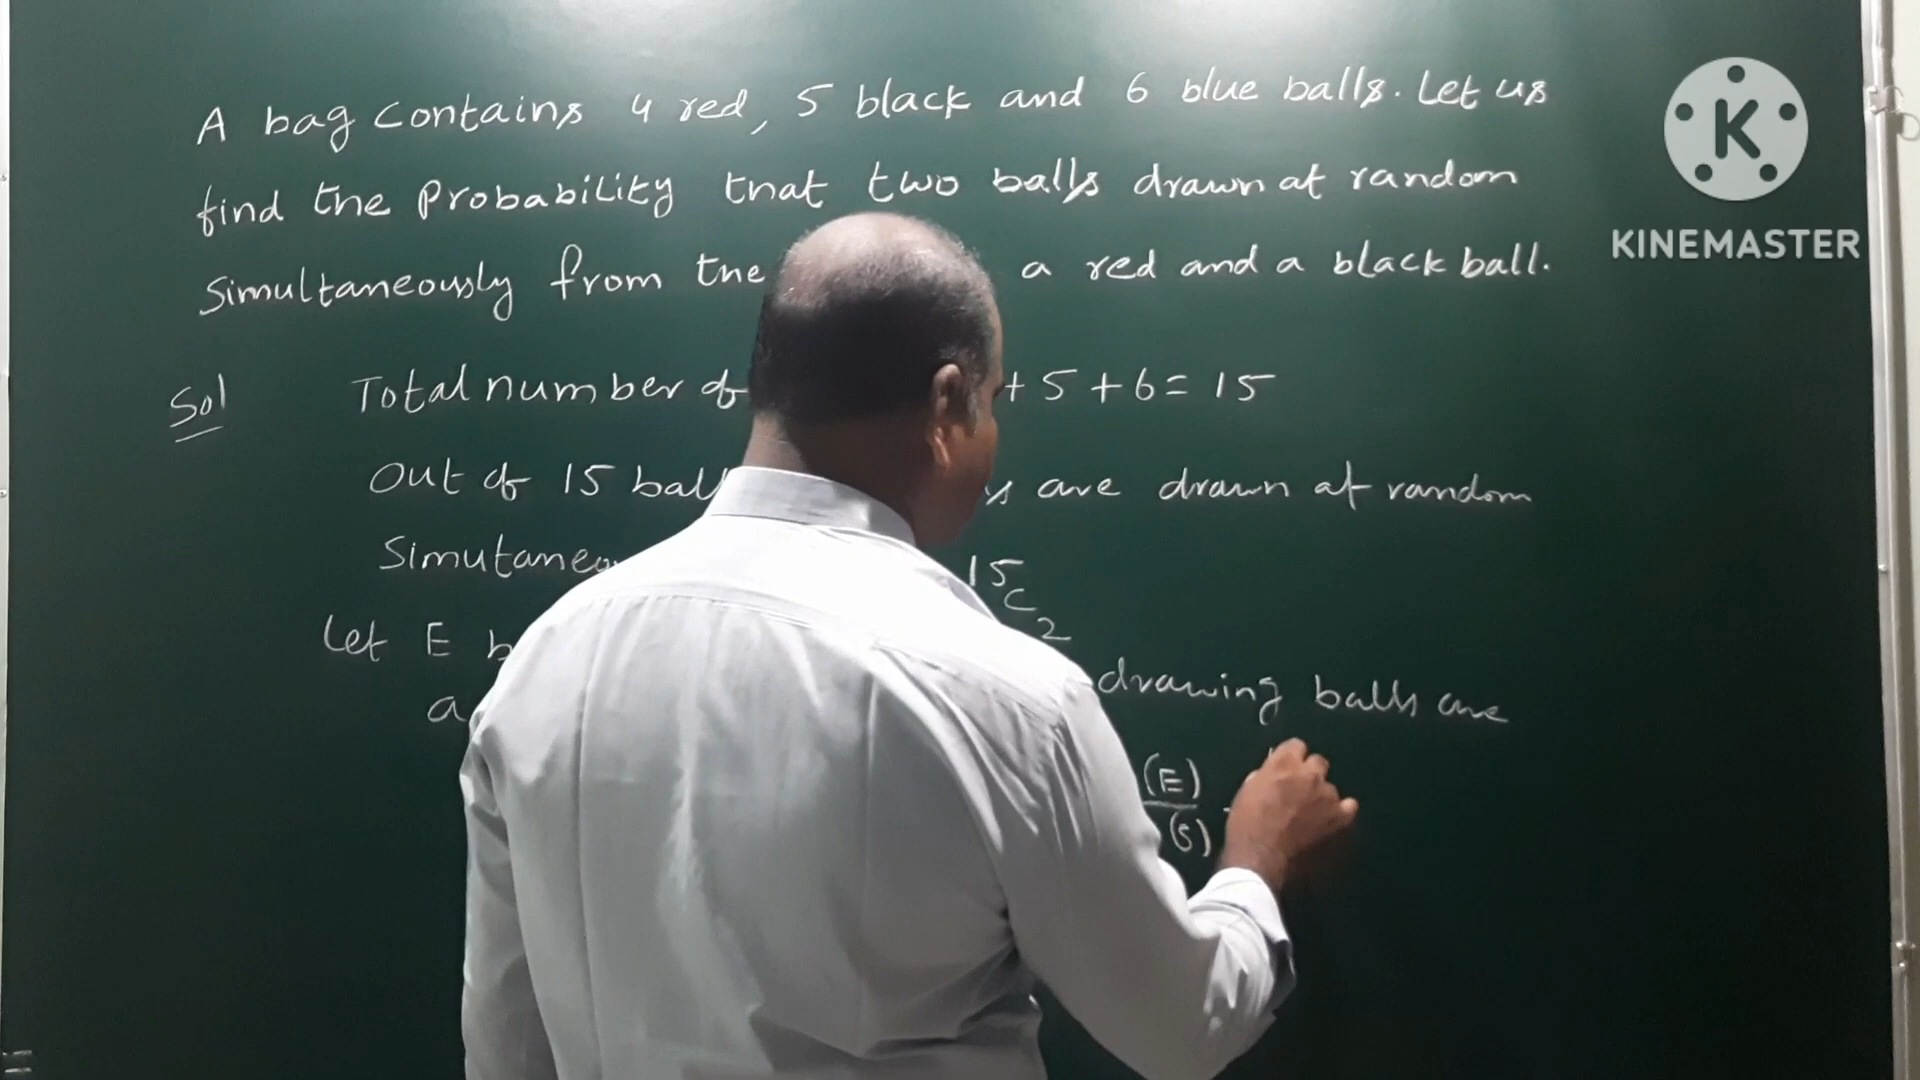 A bag contains 4 red, 5 black and 6 blue balls. Let us
find the Probability that two balls drawn at random
Simultaneously from the a red and a black ball.
Sol Total number of + 5 + 6 = 15
Out of 15 are drawn at random
15C2
Let E
drawing balls are
a
(E)
(S)
K
KINEMASTER